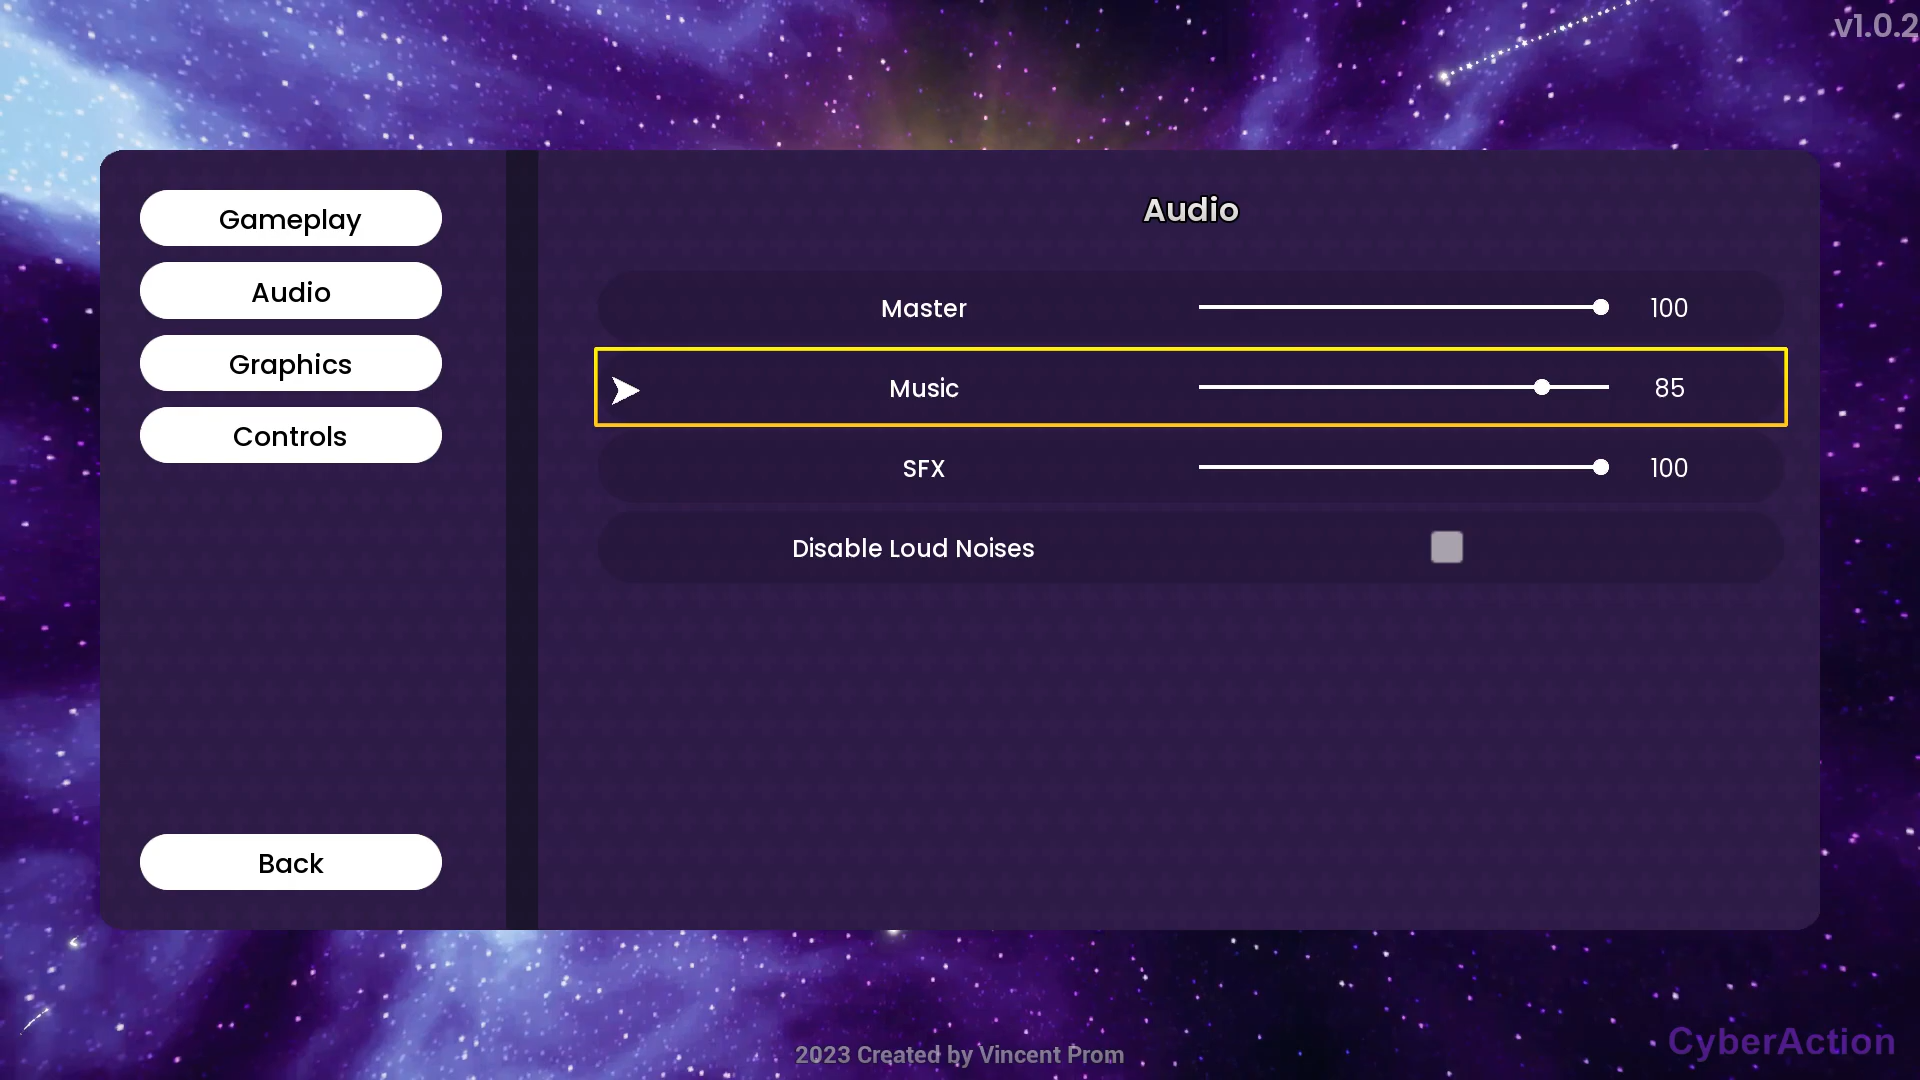 v1.0.2
Gameplay
Audio
Graphics
Controls
Back
Audio
Master 100
Music 85
SFX 100
Disable Loud Noises
2023 Created by Vincent Prom
CyberAction